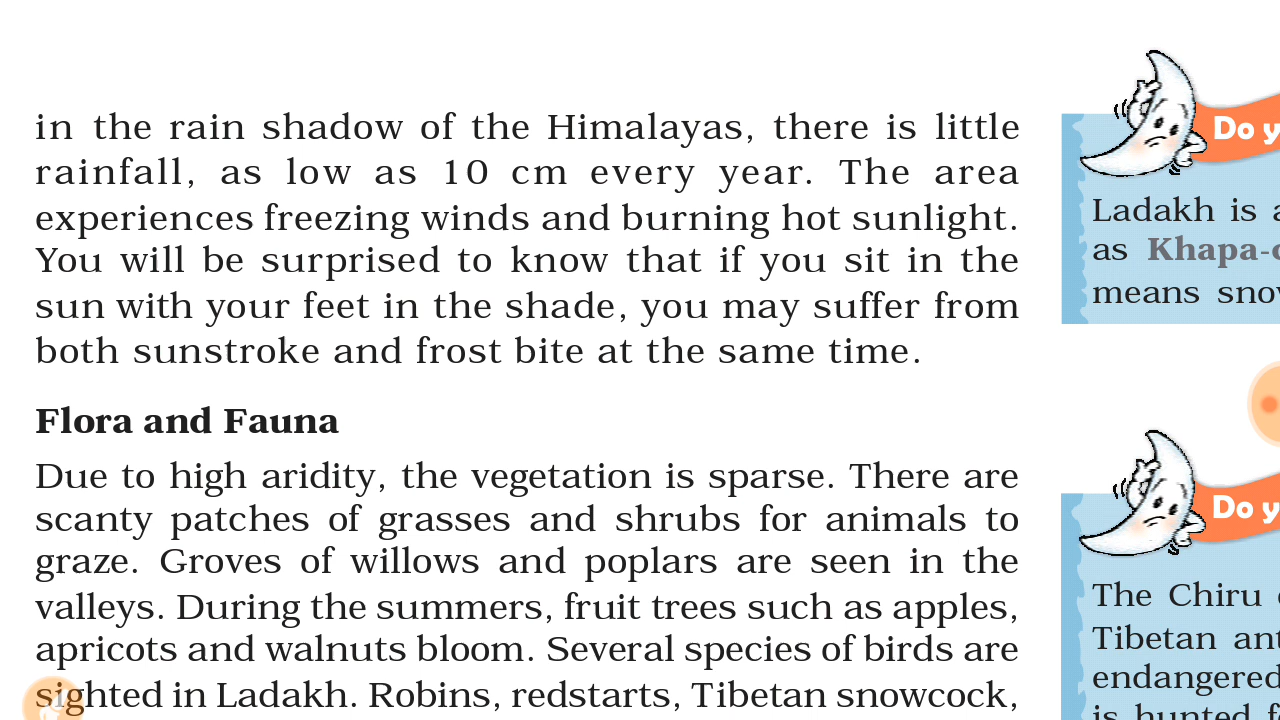 in the rain shadow of the Himalayas, there is little
rainfall, as low as 10 cm every year. The area
experiences freezing winds and burning hot sunlight.
You will be surprised to know that if you sit in the
sun with your feet in the shade, you may suffer from
both sunstroke and frost bite at the same time.
Flora and Fauna
Due to high aridity, the vegetation is sparse. There are
scanty patches of grasses and shrubs for animals to
graze. Groves of willows and poplars are seen in the
valleys. During the summers, fruit trees such as apples,
apricots and walnuts bloom. Several species of birds are
sighted in Ladakh. Robins, redstarts, Tibetan snowcock,
Do
Ladakh is
as
means
Do
The Chiru
Tibetan
endangered
is hunted